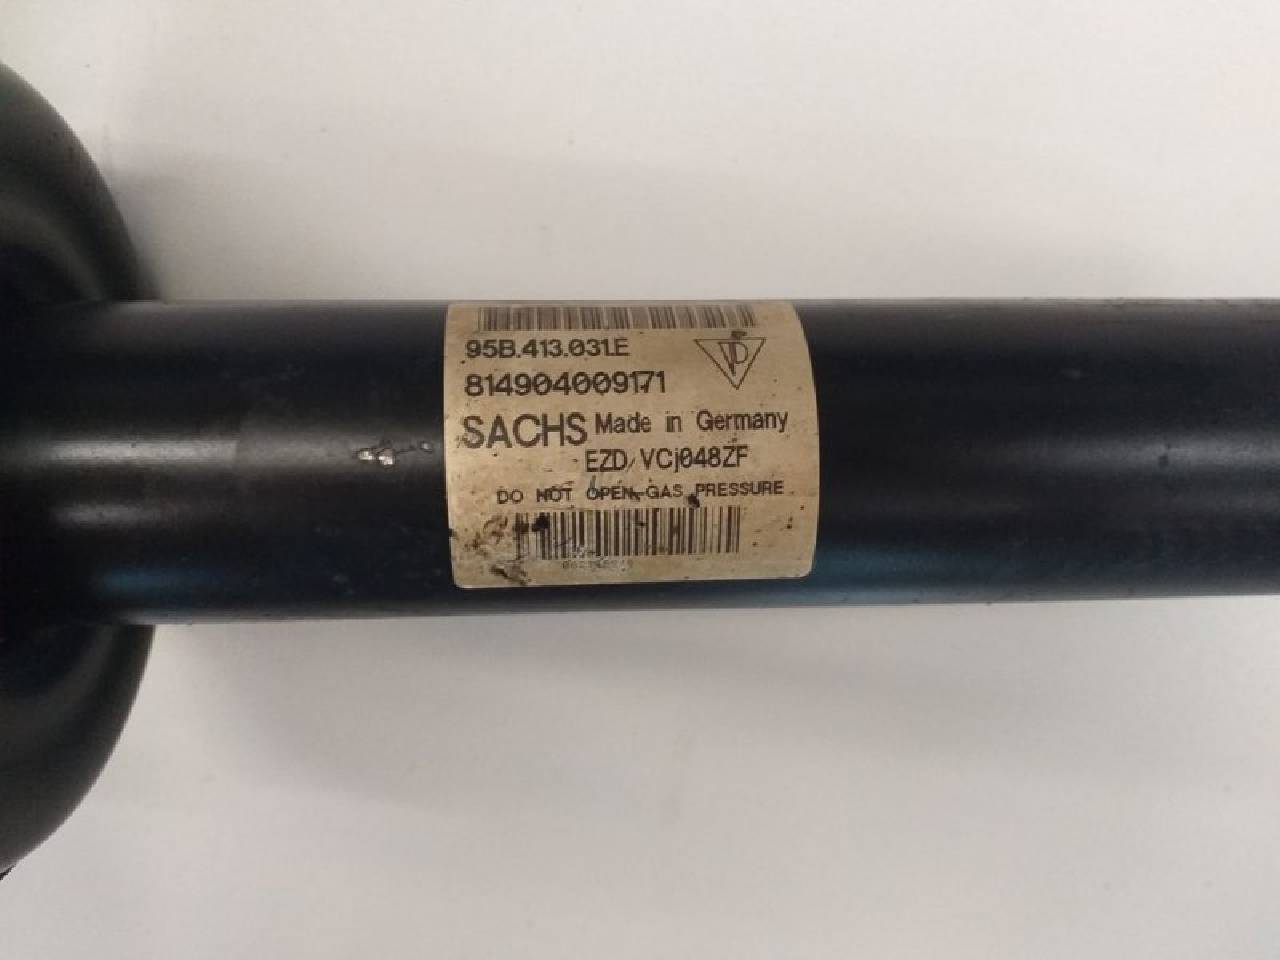 95B.413.031.E
814904009171
SACHS Made in Germany
EZD/VCj048ZF
DO NOT OPEN-GAS PRESSURE